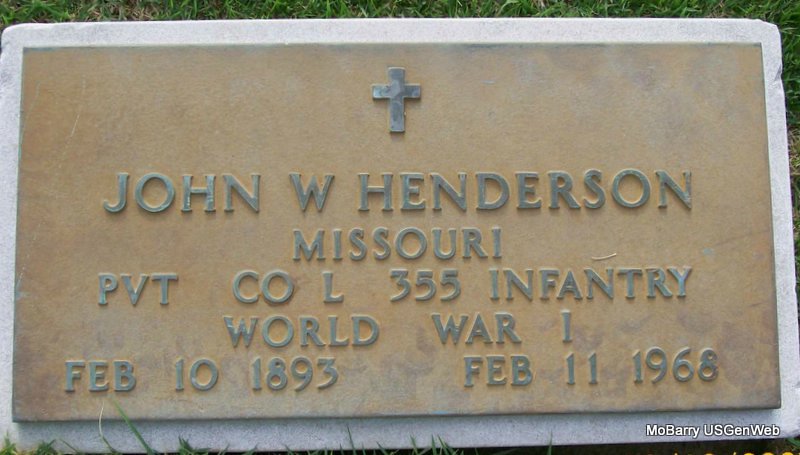 JOHN W HENDERSON
MISSOURI
PVT CO L 355 INFANTRY
WORLD WAR I
FEB 10 1893 FEB 11 1968
MoBarry USGenWeb